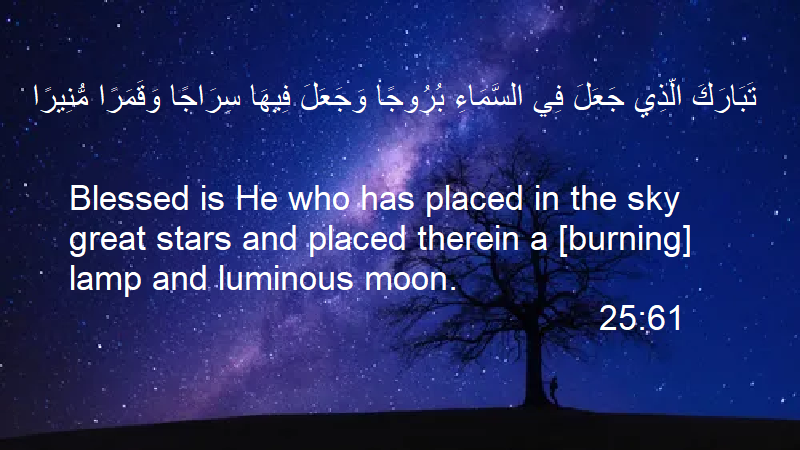 تَبَارَكَ الَّذِي جَعَلَ فِي السَّمَاءِ بُرُوجًا وَجَعَلَ فِيهَا سِرَاجًا وَقَمَرًا مُّنِيرًا
Blessed is He who has placed in the sky
great stars and placed therein a [burning]
lamp and luminous moon.
25:61